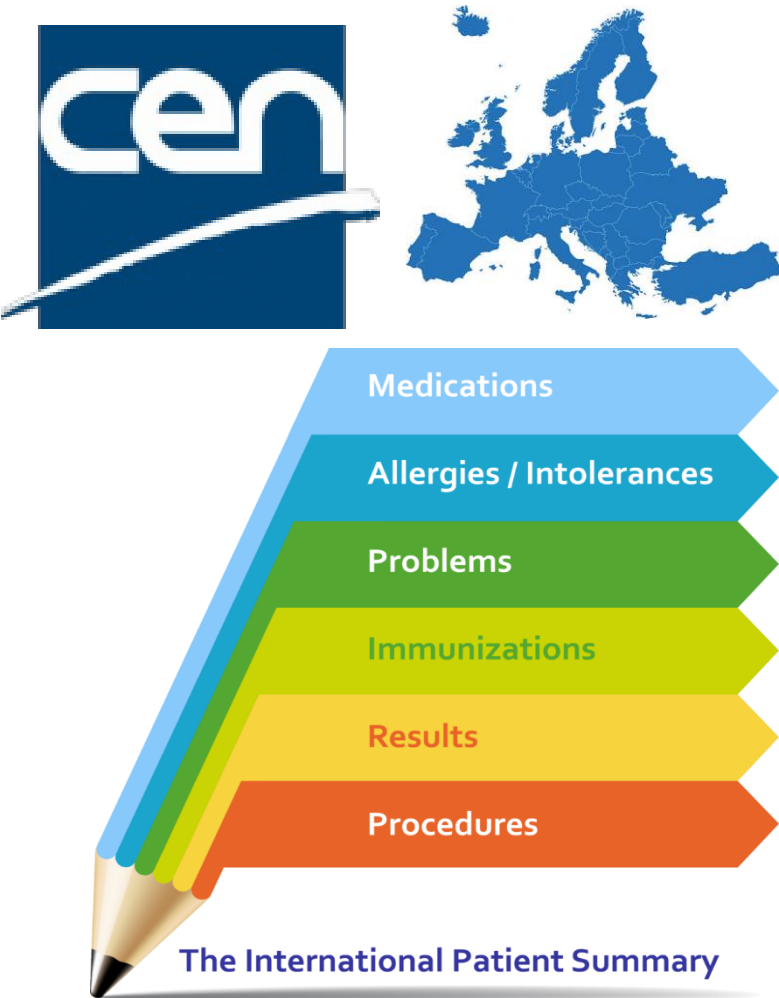 cen
Medications
Allergies / Intolerances
Problems
Immunizations
Results
Procedures
The International Patient Summary